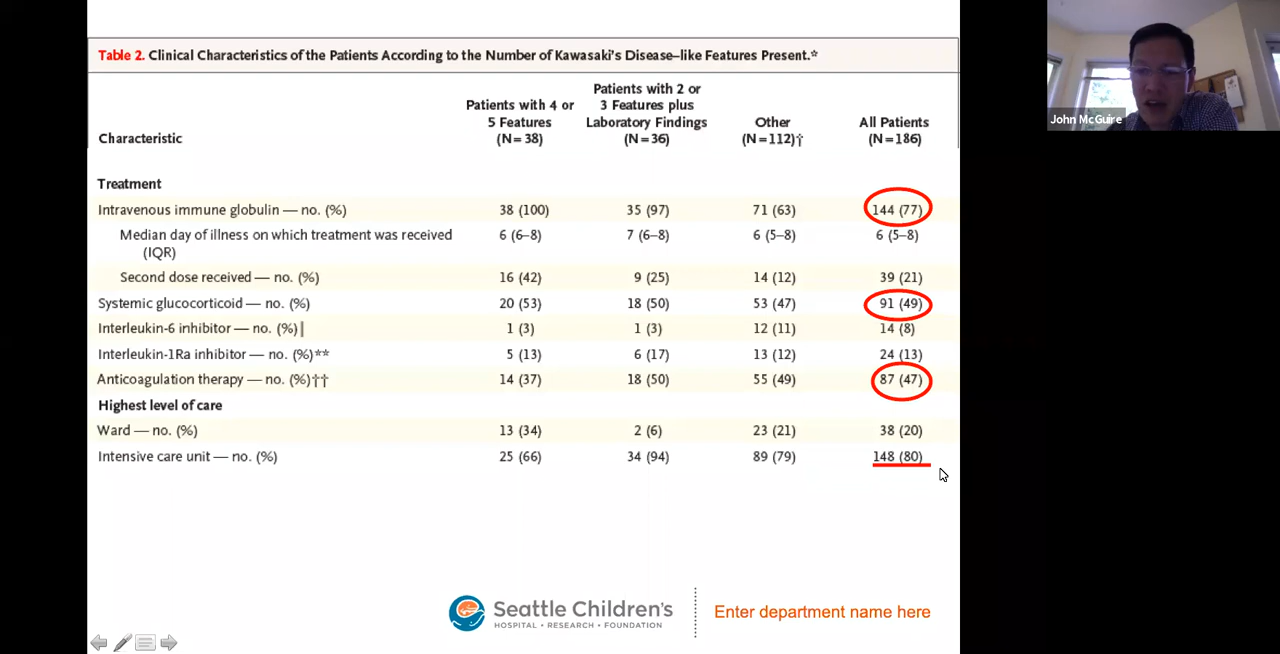 Table 2. Clinical Characteristics of the Patients According to the Number of Kawasaki's Disease–like Features Present.*
Characteristic
Patients with 4 or
5 Features
(N=38)
Patients with 2 or
3 Features plus
Laboratory Findings
(N=36)
Other
(N=112)†
All Patients
(N=186)
Treatment
Intravenous immune globulin — no. (%) 38 (100) 35 (97) 71 (63) 144 (77)
Median day of illness on which treatment was received 6 (6–8) 7 (6–8) 6 (5–8) 6 (5–8)
(IQR)
Second dose received — no. (%) 16 (42) 9 (25) 14 (12) 39 (21)
Systemic glucocorticoid — no. (%) 20 (53) 18 (50) 53 (47) 91 (49)
Interleukin-6 inhibitor — no. (%)‖ 1 (3) 1 (3) 12 (11) 14 (8)
Interleukin-1Ra inhibitor — no. (%)** 5 (13) 6 (17) 13 (12) 24 (13)
Anticoagulation therapy — no. (%)†† 14 (37) 18 (50) 55 (49) 87 (47)
Highest level of care
Ward — no. (%) 13 (34) 2 (6) 23 (21) 38 (20)
Intensive care unit — no. (%) 25 (66) 34 (94) 89 (79) 148 (80)
Seattle Children's
HOSPITAL • RESEARCH • FOUNDATION
Enter department name here
John McGuire